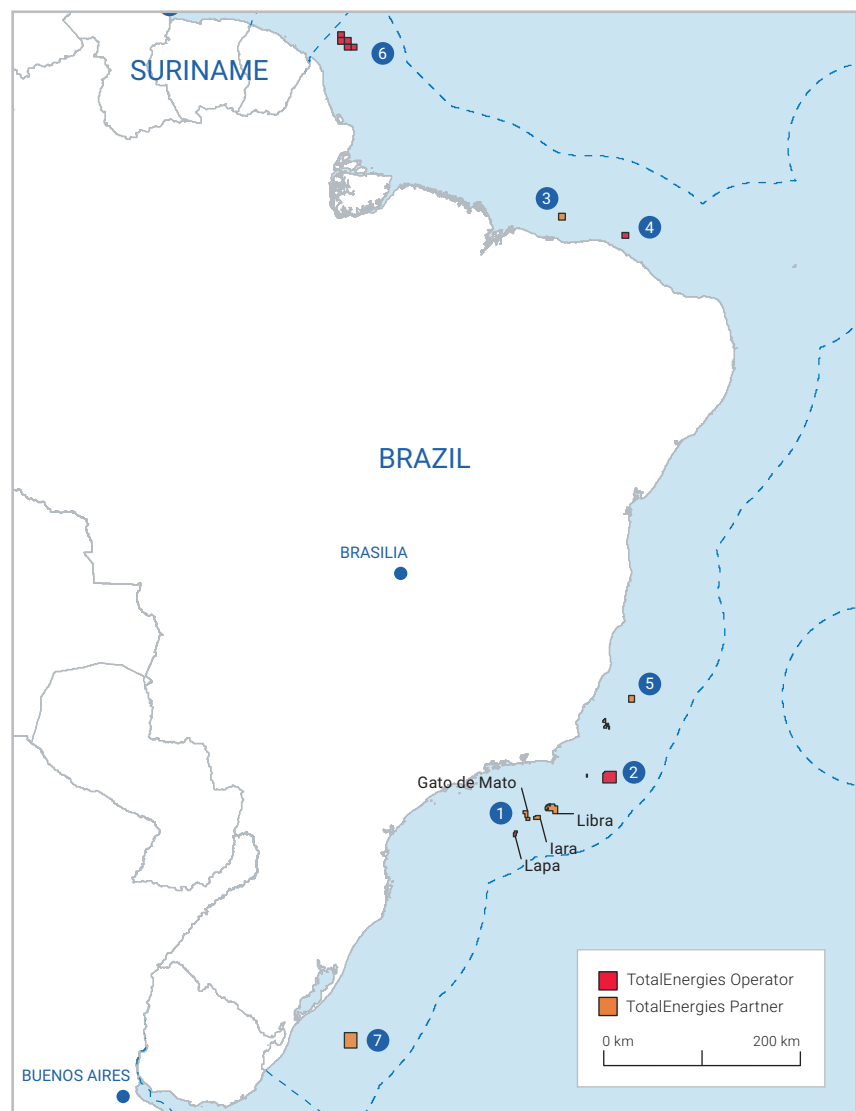 6
SURINAME
3
4
BRAZIL
BRASILIA
5
2
Gato de Mato
1
Libra
Iara
Lapa
TotalEnergies Operator
TotalEnergies Partner
0 km 200 km
7
BUENOS AIRES